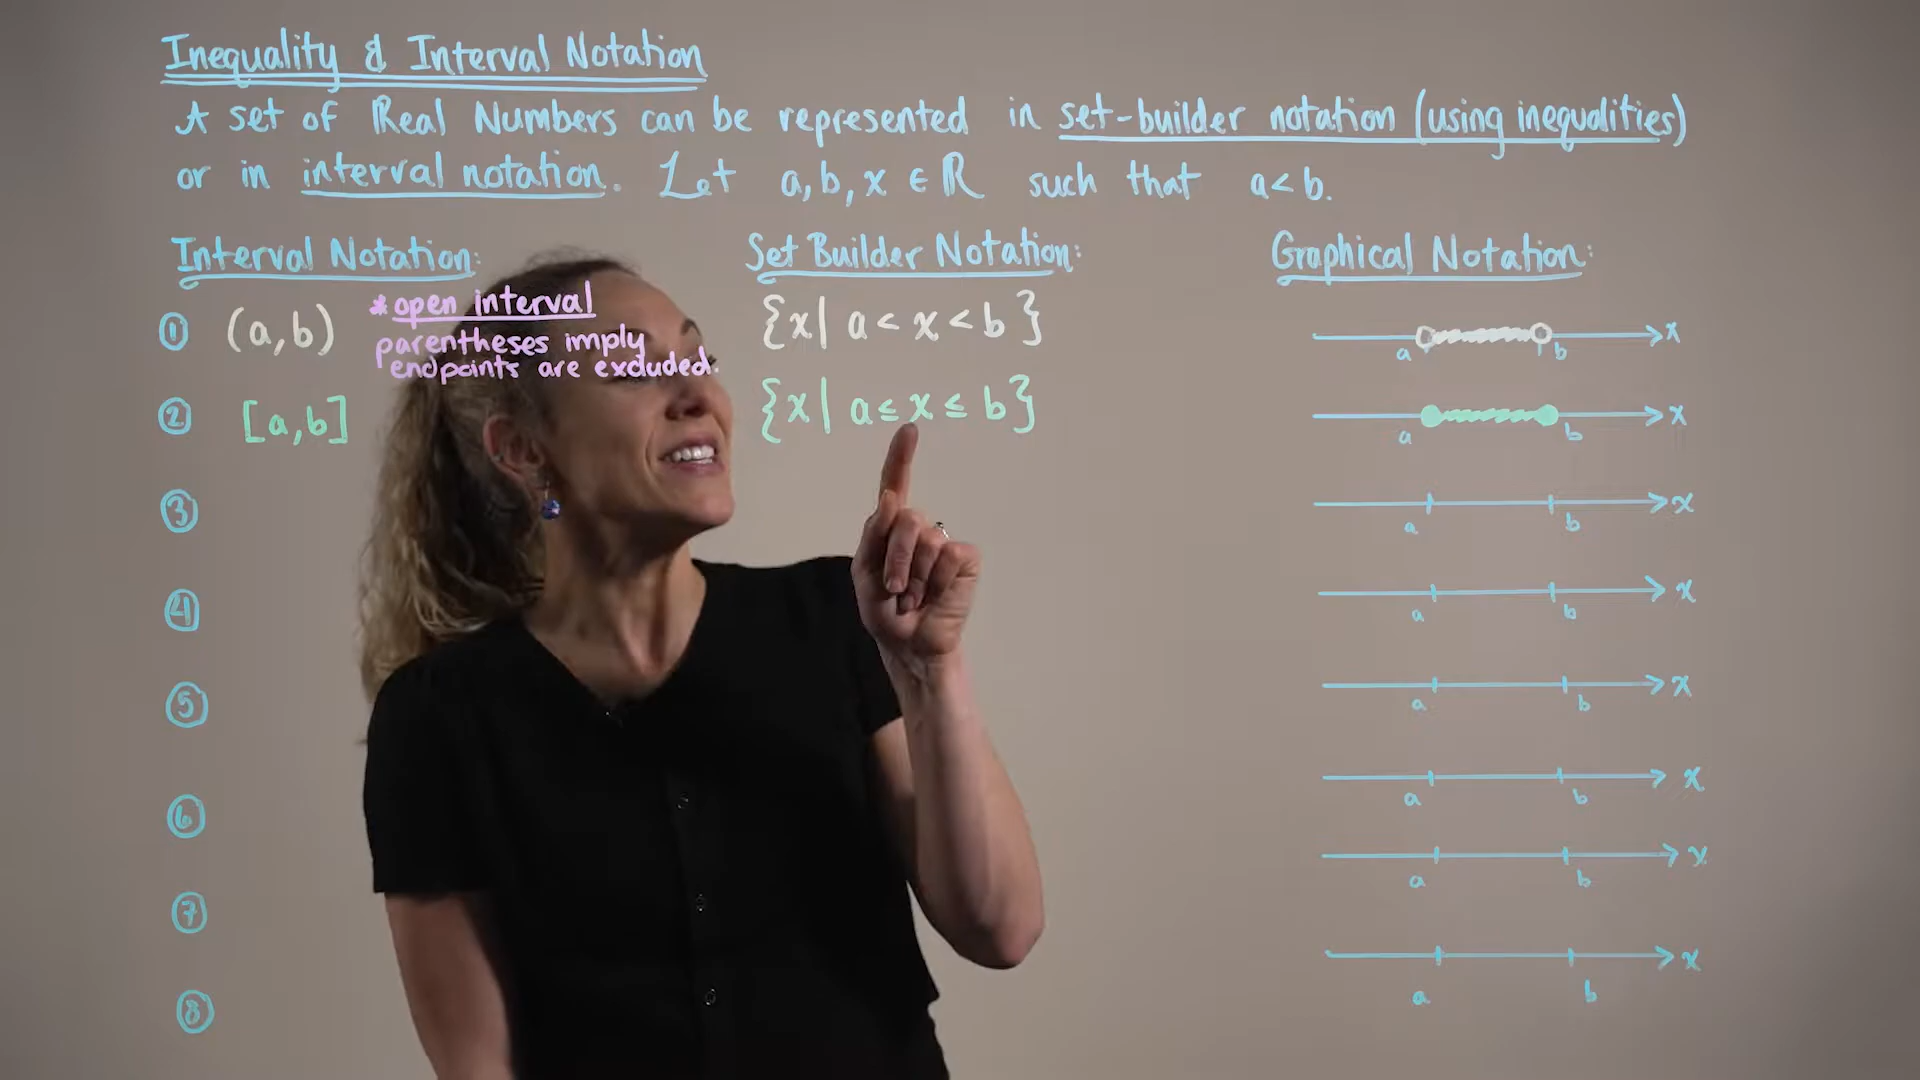 Inequality & Interval Notation
A set of Real Numbers can be represented in set-builder notation (using inequalities)
or in interval notation. Let a, b, x ∈ ℝ such that a < b.
Interval Notation: Set Builder Notation: Graphical Notation:
① (a,b) * open interval {x| a < x < b} x
parentheses imply a b
endpoints are excluded.
② [a,b] {x| a ≤ x ≤ b} x
a b
③ x
a b
④ x
a b
⑤ x
a b
⑥ x
a b
⑦ x
a b
⑧ x
a b